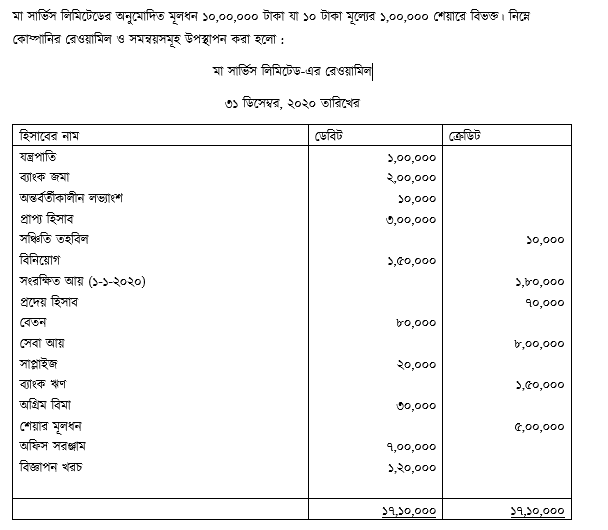 মা সার্ভিস লিমিটেডের অনুমোদিত মূলধন ১০,০০,০০০ টাকা যা ১০ টাকা মূল্যের ১,০০,০০০ শেয়ারে বিভক্ত। নিম্নে
কোম্পানির রেওয়ামিল ও সমন্বয়সমূহ উপস্থাপন করা হলো :
মা সার্ভিস লিমিটেড-এর রেওয়ামিল
৩১ ডিসেম্বর, ২০২০ তারিখের
হিসাবের নাম ডেবিট ক্রেডিট
যন্ত্রপাতি ১,০০,০০০
ব্যাংক জমা ২,০০,০০০
অন্তর্বর্তীকালীন লভ্যাংশ ১০,০০০
প্রাপ্য হিসাব ৩,০০,০০০
সঞ্চিতি তহবিল ১০,০০০
বিনিয়োগ ১,৫০,০০০
সংরক্ষিত আয় (১-১-২০২০) ১,৮০,০০০
প্রদেয় হিসাব ৭০,০০০
বেতন ৮০,০০০
সেবা আয় ৮,০০,০০০
সাপ্লাইজ ২০,০০০
ব্যাংক ঋণ ১,৫০,০০০
অগ্রিম বিমা ৩০,০০০
শেয়ার মূলধন ৫,০০,০০০
অফিস সরঞ্জাম ৭,০০,০০০
বিজ্ঞাপন খরচ ১,২০,০০০
১৭,১০,০০০ ১৭,১০,০০০